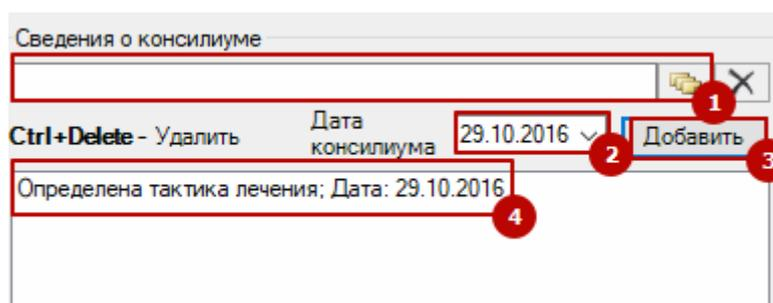 Сведения о консилиуме
1
Ctrl+Delete - Удалить
Дата
консилиума
29.10.2016
2
Добавить
3
Определена тактика лечения; Дата: 29.10.2016
4